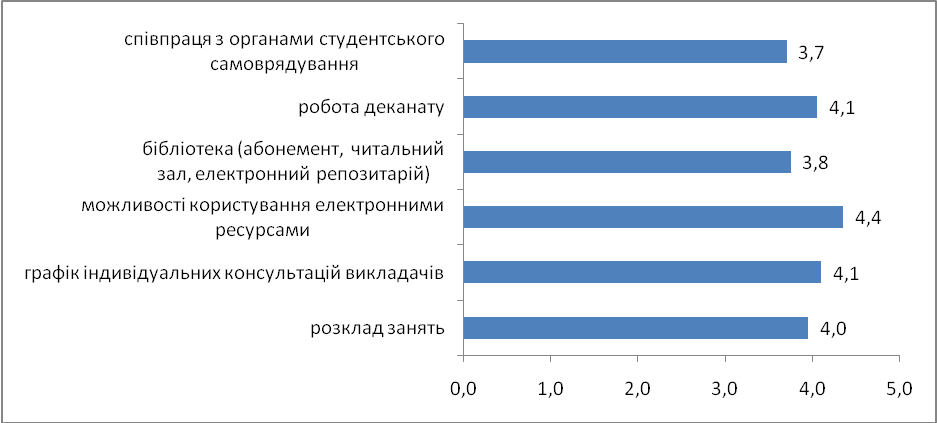 співпраця з органами студентського
самоврядування
3,7
робота деканату
4,1
бібліотека (абонемент, читальний
зал, електронний репозитарій)
3,8
можливості користування електронними
ресурсами
4,4
графік індивідуальних консультацій викладачів
4,1
розклад занять
4,0
0,0 1,0 2,0 3,0 4,0 5,0